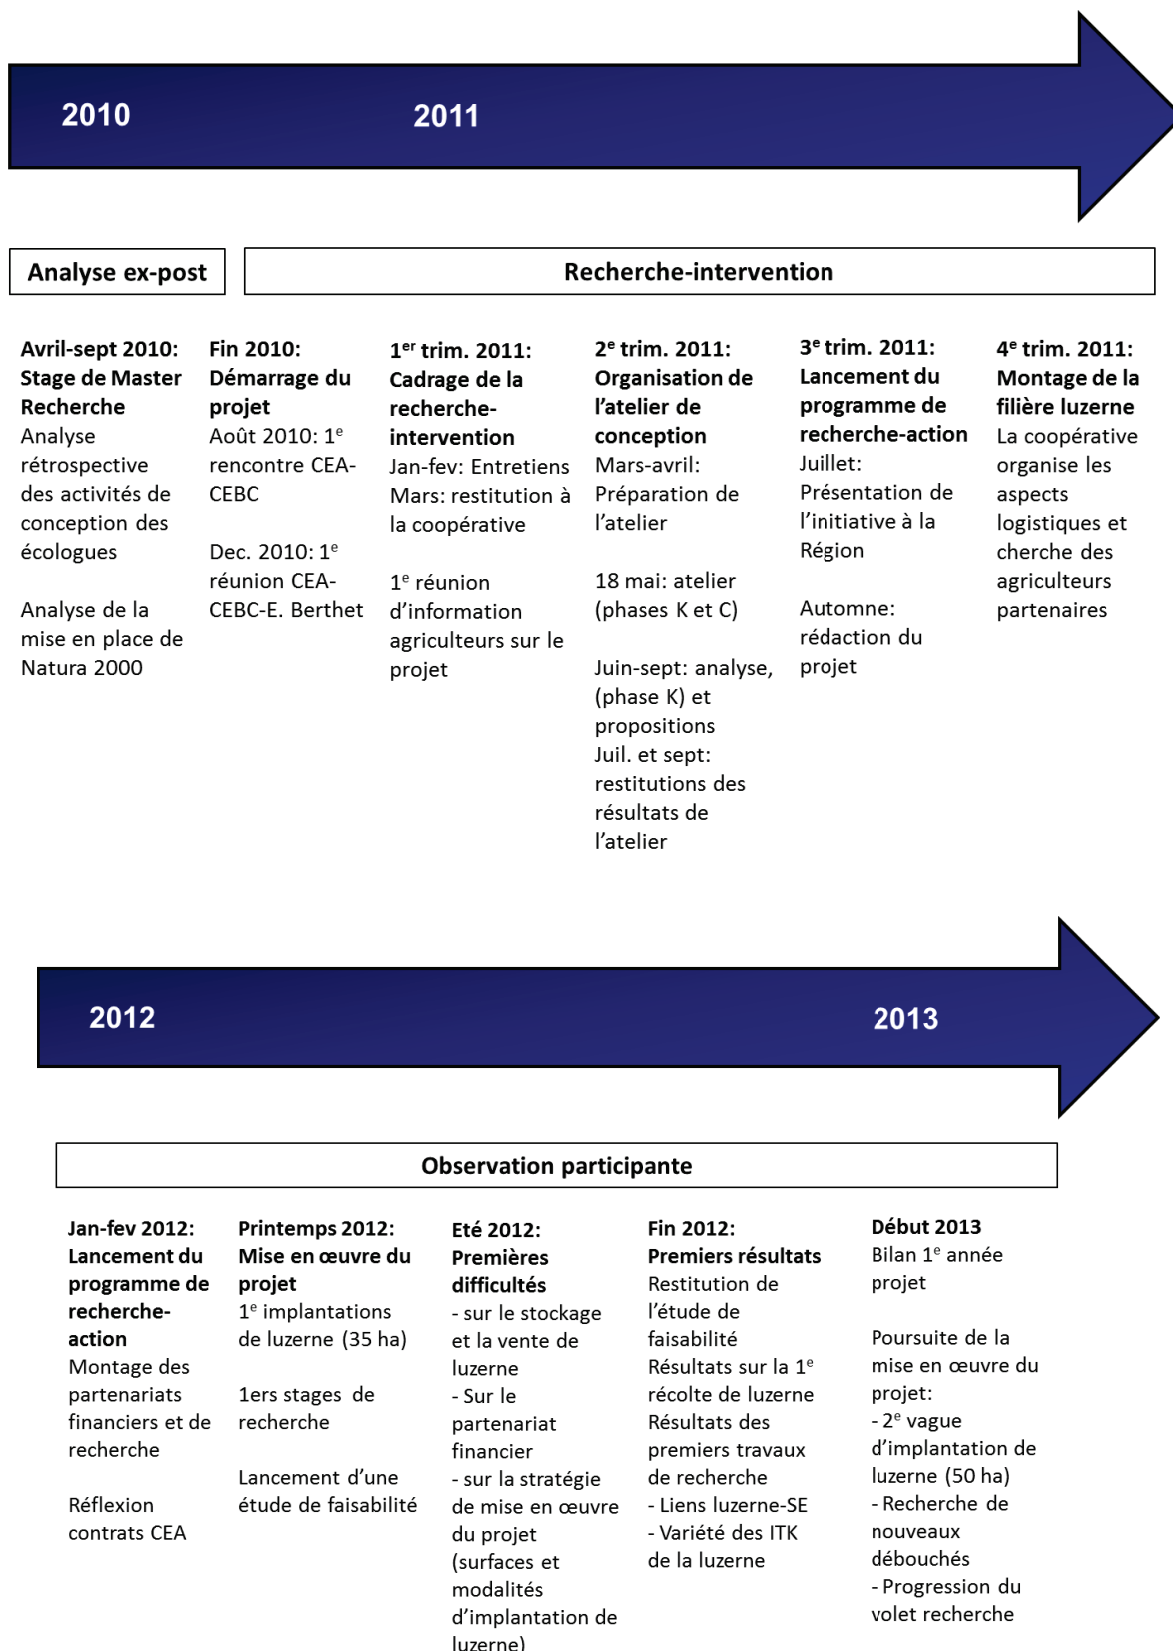 2010
2011
Analyse ex-post
Recherche-intervention
Avril-sept 2010:
Stage de Master
Recherche
Analyse
rétrospective
des activités de
conception des
écologues
Analyse de la
mise en place de
Natura 2000
Fin 2010:
Démarrage du
projet
Août 2010: 1e
rencontre CEA-
CEBC
Dec. 2010: 1e
réunion CEA-
CEBC-E. Berthet
1er trim. 2011:
Cadrage de la
recherche-
intervention
Jan-fev: Entretiens
Mars: restitution à
la coopérative
1e réunion
d’information
agriculteurs sur le
projet
2e trim. 2011:
Organisation de
l’atelier de
conception
Mars-avril:
Préparation de
l’atelier
18 mai: atelier
(phases K et C)
Juin-sept: analyse,
(phase K) et
propositions
Juil. et sept:
restitutions des
résultats de
l’atelier
3e trim. 2011:
Lancement du
programme de
recherche-action
Juillet:
Présentation de
l’initiative à la
Région
Automne:
rédaction du
projet
4e trim. 2011:
Montage de la
filière luzerne
La coopérative
organise les
aspects
logistiques et
cherche des
agriculteurs
partenaires
2012
2013
Observation participante
Jan-fev 2012:
Lancement du
programme de
recherche-
action
Montage des
partenariats
financiers et de
recherche
Réflexion
contrats CEA
Printemps 2012:
Mise en œuvre du
projet
1e implantations
de luzerne (35 ha)
1ers stages de
recherche
Lancement d’une
étude de faisabilité
Eté 2012:
Premières
difficultés
- sur le stockage
et la vente de
luzerne
- Sur le
partenariat
financier
- sur la stratégie
de mise en œuvre
du projet
(surfaces et
modalités
d’implantation de
luzerne)
Fin 2012:
Premiers résultats
Restitution de
l’étude de
faisabilité
Résultats sur la 1e
récolte de luzerne
Résultats des
premiers travaux
de recherche
- Liens luzerne-SE
- Variété des ITK
de la luzerne
Début 2013
Bilan 1e année
projet
Poursuite de la
mise en œuvre du
projet:
- 2e vague
d’implantation de
luzerne (50 ha)
- Recherche de
nouveaux
débouchés
- Progression du
volet recherche